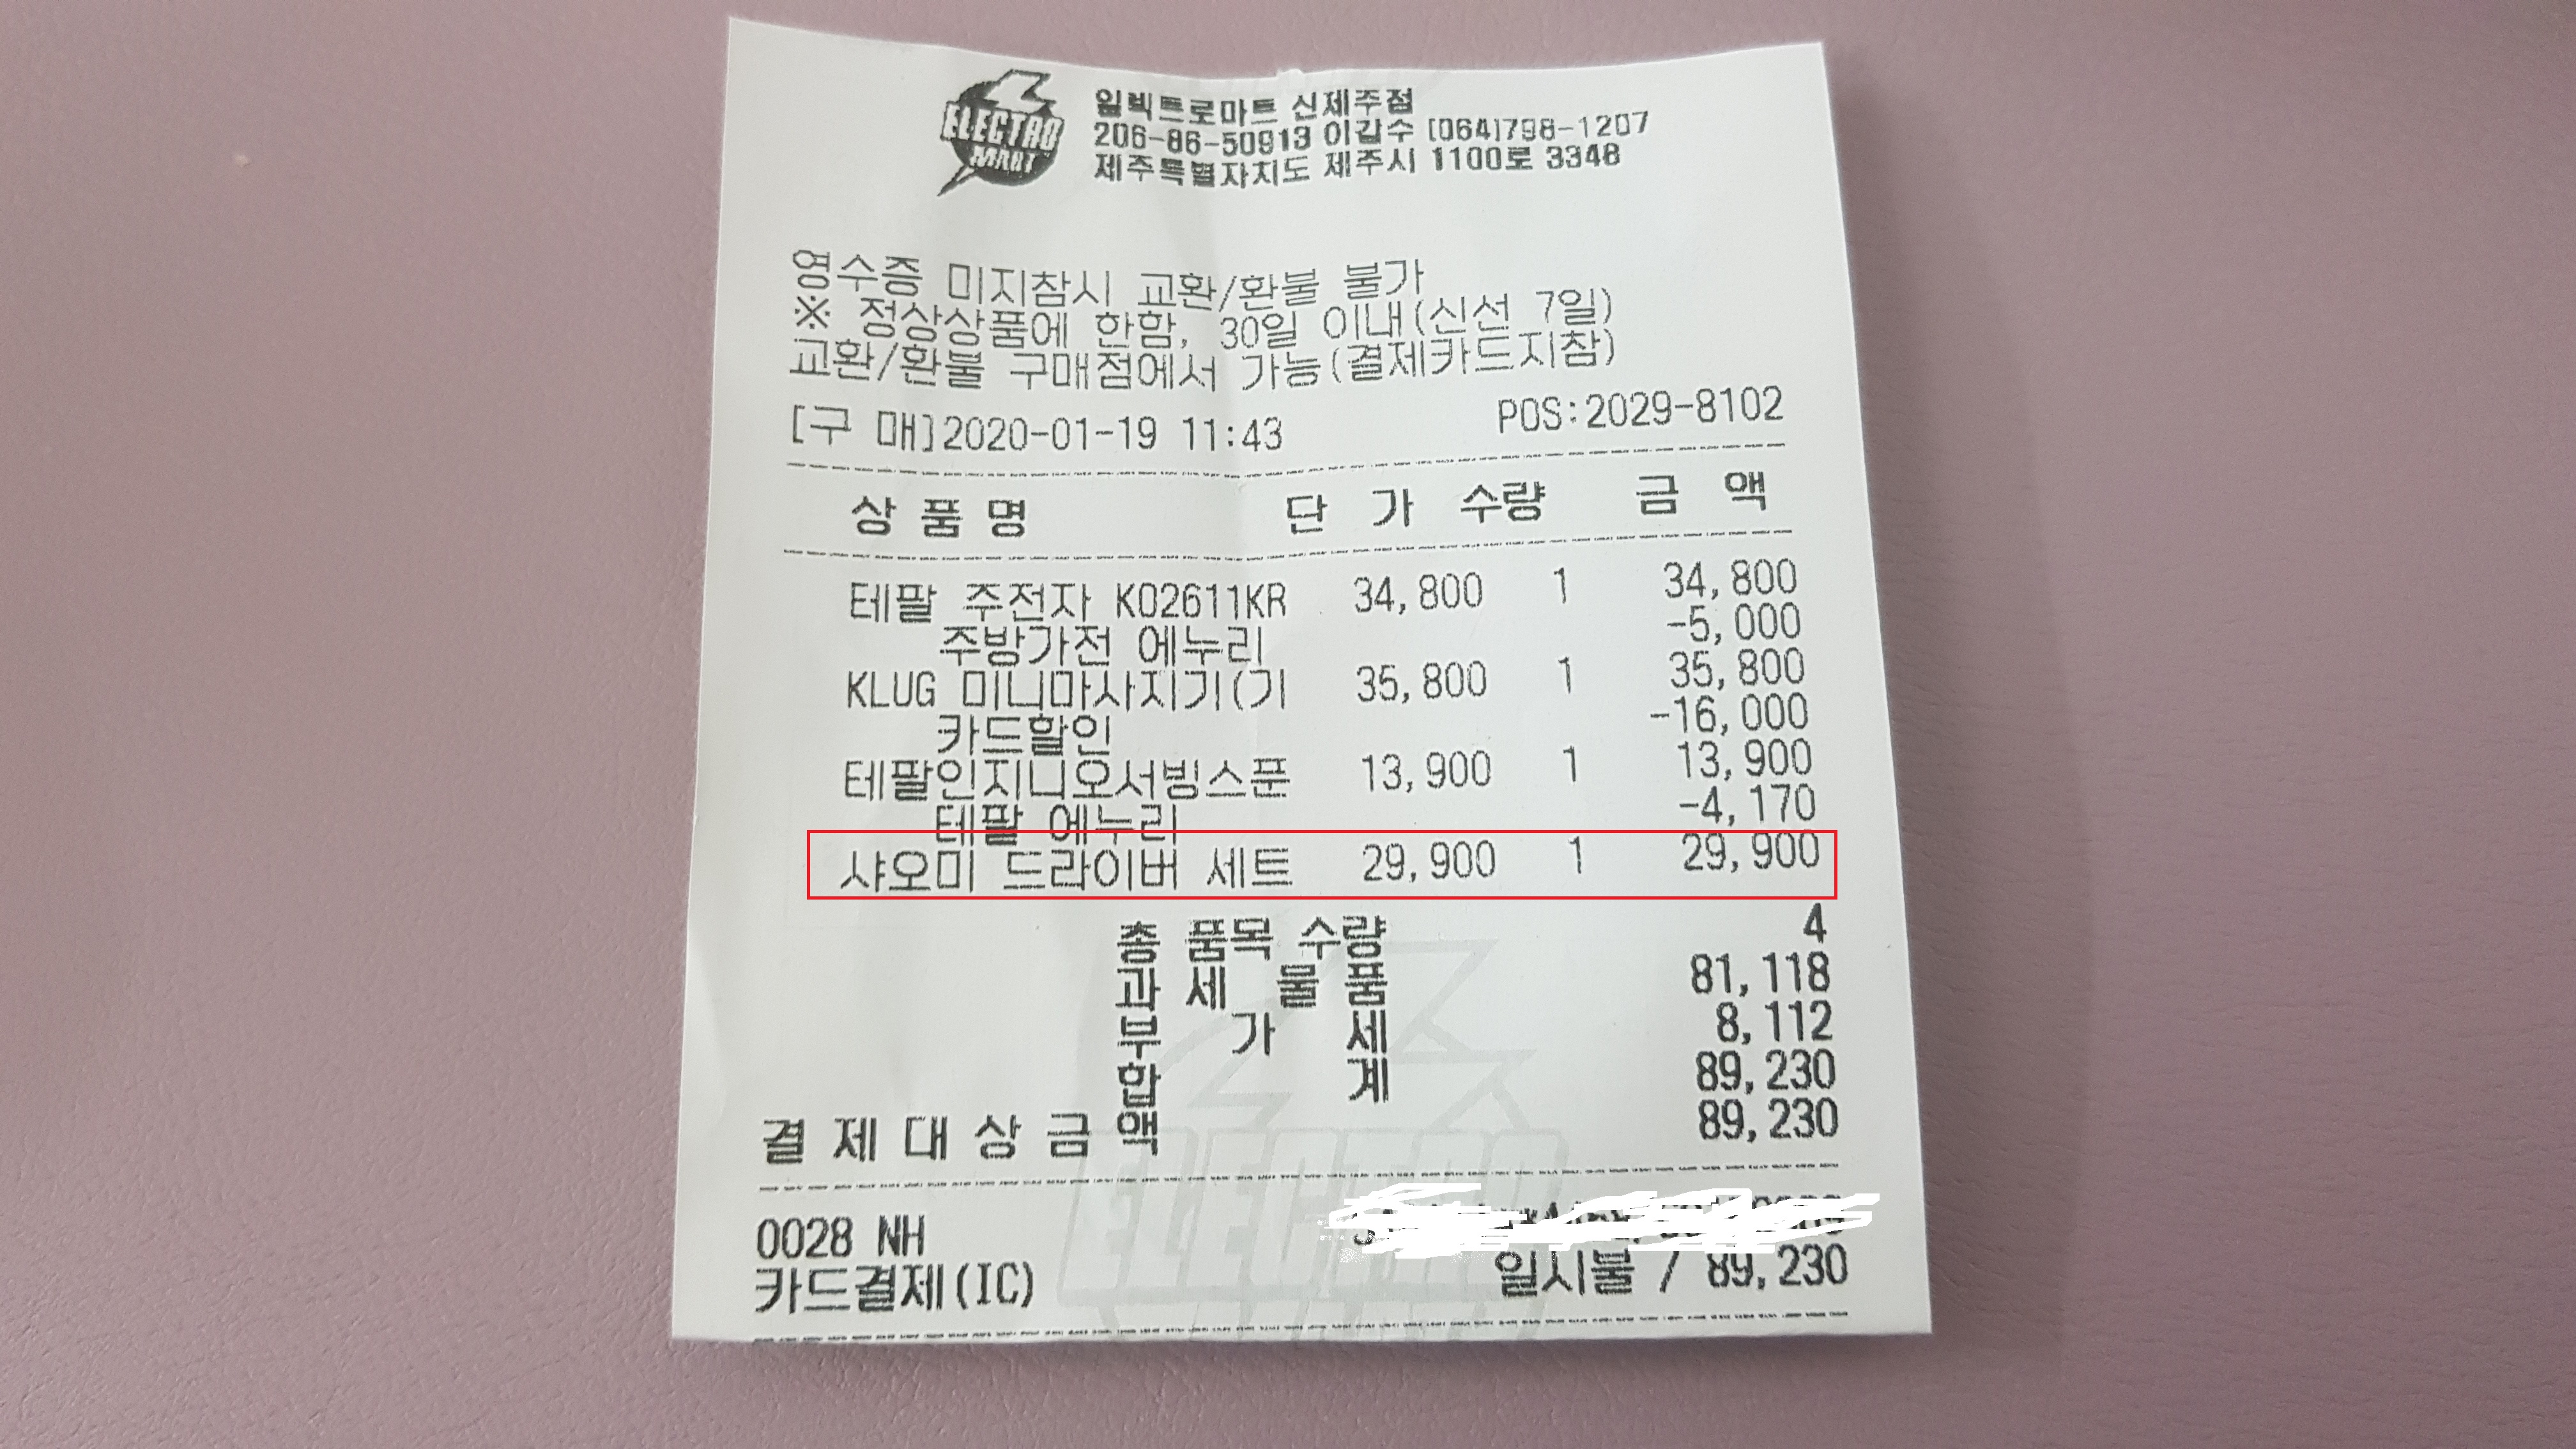 ELECTRO
MART
일렉트로마트 신제주점
206-86-50913 이갑수 (064)798-1207
제주특별자치도 제주시 1100로 3348
영수증 미지참시 교환/환불 불가
※ 정상상품에 한함, 30일 이내(신선 7일)
교환/환불 구매점에서 가능(결제카드지참)
[구 매]2020-01-19 11:43 POS:2029-8102
상 품 명 단 가 수량 금 액
테팔 주전자 KO2611KR 34,800 1 34,800
주방가전 에누리 -5,000
KLUG 미니마사지기(기 35,800 1 35,800
카드할인 -16,000
테팔인지니오서빙스푼 13,900 1 13,900
테팔 에누리 -4,170
샤오미 드라이버 세트 29,900 1 29,900
총 품목 수량 4
과 세 물 품 81,118
부 가 세 8,112
합 계 89,230
결 제 대 상 금 액 89,230
0028 NH
카드결제(IC) 일시불 / 89,230